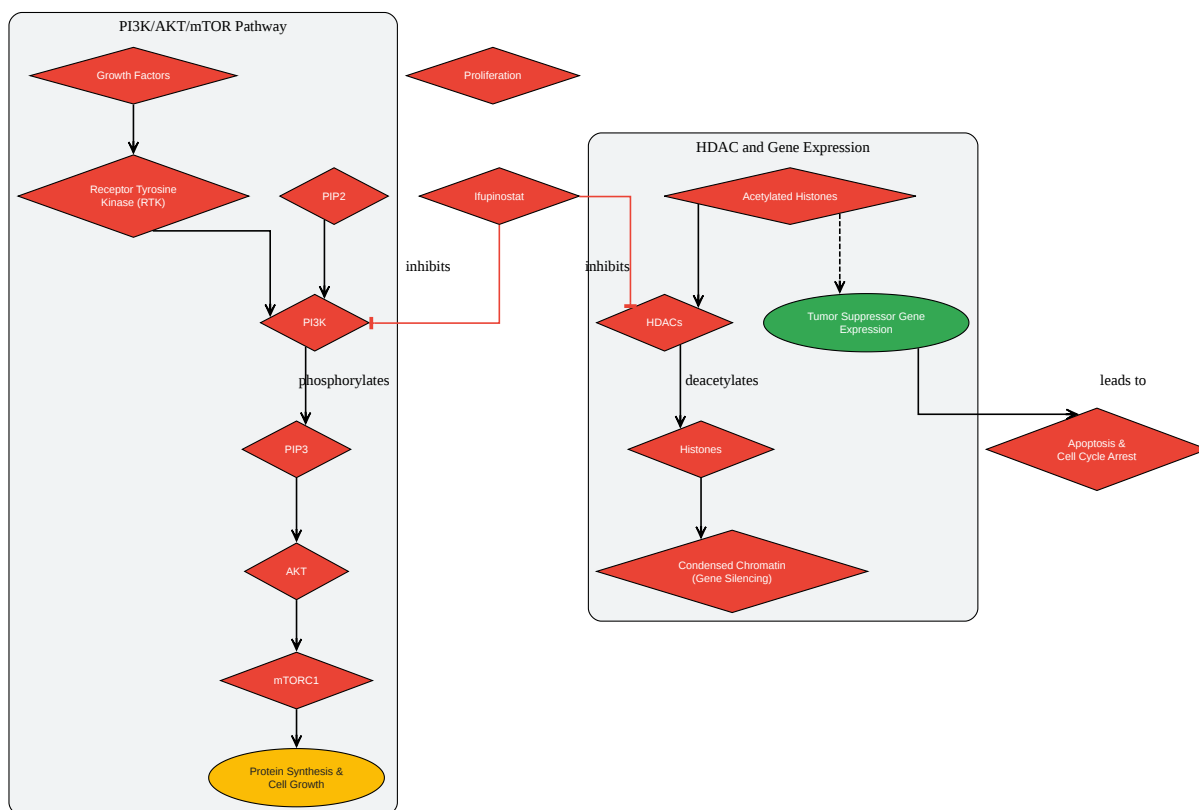 PI3K/AKT/mTOR Pathway
Growth Factors
Proliferation
HDAC and Gene Expression
Receptor Tyrosine
Kinase (RTK)
PIP2
Ifupinostat
Acetylated Histones
inhibits
inhibits
PI3K
HDACs
Tumor Suppressor Gene
Expression
phosphorylates
deacetylates
leads to
PIP3
Histones
Apoptosis &
Cell Cycle Arrest
AKT
Condensed Chromatin
(Gene Silencing)
mTORC1
Protein Synthesis &
Cell Growth